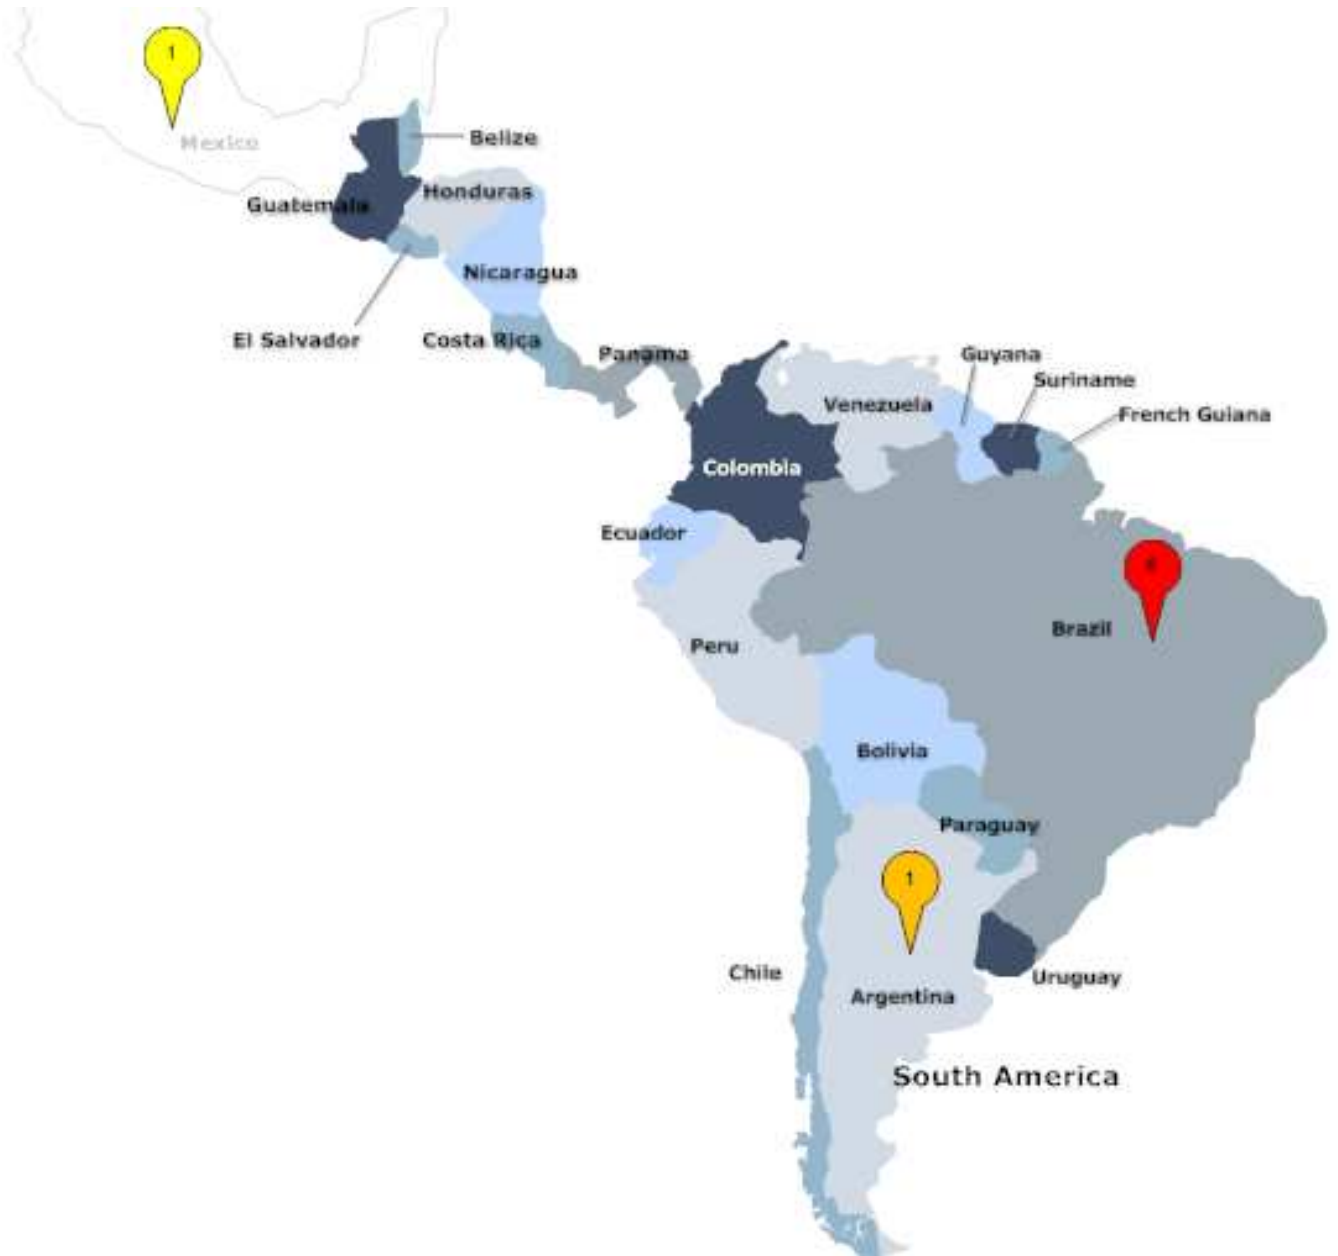 1
Mexico
Belize
Honduras
Guatemala
Nicaragua
El Salvador
Costa Rica
Panama
Guyana
Suriname
Venezuela
French Guiana
Colombia
Ecuador
Brazil
Peru
Bolivia
Paraguay
1
Chile
Uruguay
Argentina
South America